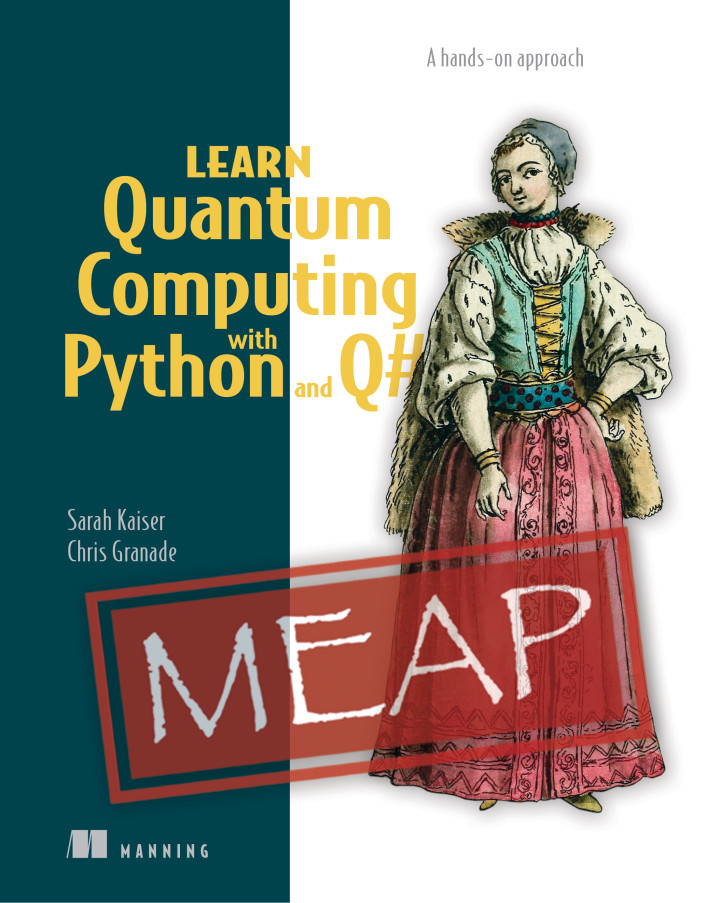 A hands-on approach
LEARN
Quantum
Computing
with
Python and Q#
Sarah Kaiser
Chris Granade
MEAP
MANNING